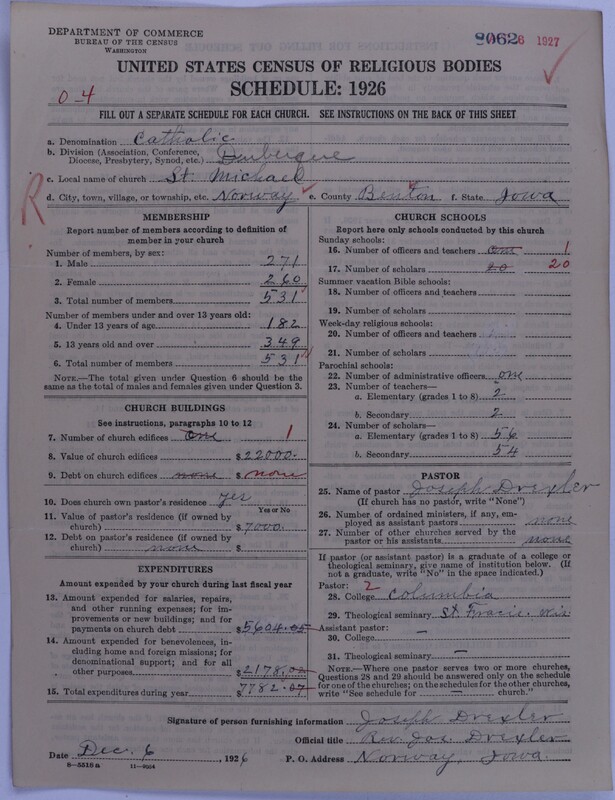 DEPARTMENT OF COMMERCE
BUREAU OF THE CENSUS
WASHINGTON
1927
UNITED STATES CENSUS OF RELIGIOUS BODIES
SCHEDULE: 1926
0-4
FILL OUT A SEPARATE SCHEDULE FOR EACH CHURCH. SEE INSTRUCTIONS ON THE BACK OF THIS SHEET
a. Denomination Catholic
b. Division (Association, Conference,
Diocese, Presbytery, Synod, etc.) Duubergue
c. Local name of church St. Michael
d. City, town, village, or township, etc. Norway e. County Benton f. State Iowa
R
MEMBERSHIP
Report number of members according to definition of
member in your church
Number of members, by sex:
1. Male 271
2. Female 260
3. Total number of members 531
Number of members under and over 13 years old:
4. Under 13 years of age 182
5. 13 years old and over 349
6. Total number of members 531
NOTE.—The total given under Question 6 should be the
same as the total of males and females given under Question 3.
CHURCH BUILDINGS
See instructions, paragraphs 10 to 12
7. Number of church edifices one 1
8. Value of church edifices $22000.
9. Debt on church edifices none $ none
10. Does church own pastor's residence yes
Yes or No
11. Value of pastor's residence (if owned by
church) $7000.
12. Debt on pastor's residence (if owned by
church) none $
EXPENDITURES
Amount expended by your church during last fiscal year
13. Amount expended for salaries, repairs,
and other running expenses; for im-
provements or new buildings; and for
payments on church debt $5604.05
14. Amount expended for benevolences,
including home and foreign missions; for
denominational support; and for all
other purposes $2178.02
15. Total expenditures during year $7782.07
CHURCH SCHOOLS
Report here only schools conducted by this church
Sunday schools:
16. Number of officers and teachers one 1
17. Number of scholars 20 20
Summer vacation Bible schools:
18. Number of officers and teachers
19. Number of scholars
Week-day religious schools:
20. Number of officers and teachers
21. Number of scholars
Parochial schools:
22. Number of administrative officers one
23. Number of teachers—
a. Elementary (grades 1 to 8) 2
b. Secondary 2
24. Number of scholars—
a. Elementary (grades 1 to 8) 56
b. Secondary 54
PASTOR
25. Name of pastor Joseph Drexler
(If church has no pastor, write "None")
26. Number of ordained ministers, if any, em-
ployed as assistant pastors none
27. Number of other churches served by the
pastor or his assistants none
If pastor (or assistant pastor) is a graduate of a college or
theological seminary, give name of institution below. (If
not a graduate, write "No" in the space indicated.)
Pastor: 2
28. College Columbia
29. Theological seminary St. Fracis. Wis
Assistant pastor:
30. College —
31. Theological seminary —
NOTE.—Where one pastor serves two or more churches,
Questions 28 and 29 should be answered only on the schedule
for one of the churches; on the schedules for the other churches,
write "See schedule for — church."
Signature of person furnishing information Joseph Drexler
Official title Rev. Jos. Drexler
Date Dec. 6, 1926 P. O. Address Norway, Iowa.
8—5516 a